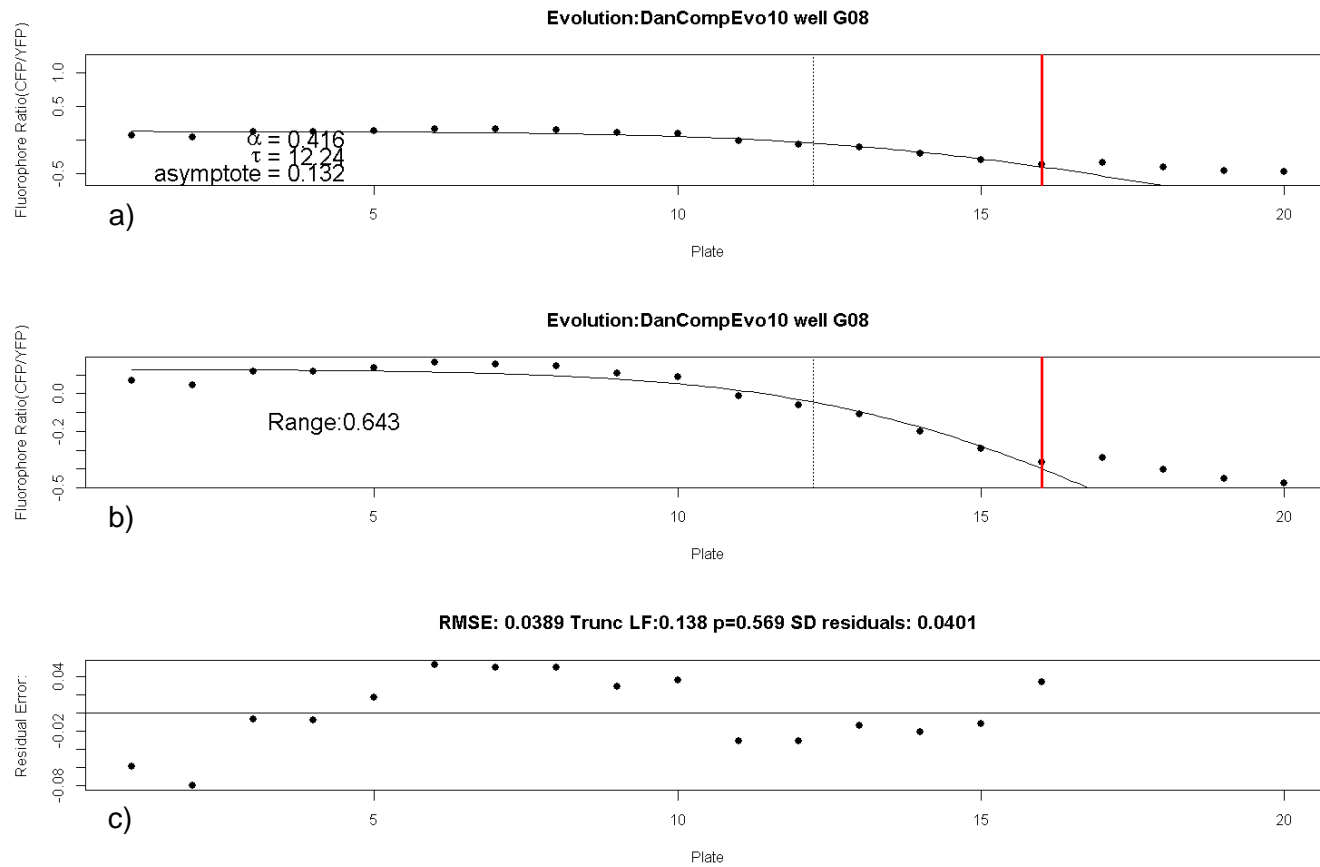 Evolution:DanCompEvo10 well G08
Fluorophore Ratio(CFP/YFP)
1.0
0.5
-0.5
α = 0.416
τ = 12.24
asymptote = 0.132
a)
5 10 15 20
Plate
Evolution:DanCompEvo10 well G08
Fluorophore Ratio(CFP/YFP)
0.0
-0.2
-0.5
Range:0.643
b)
5 10 15 20
Plate
RMSE: 0.0389 Trunc LF:0.138 p=0.569 SD residuals: 0.0401
Residual Error:
0.04
-0.02
-0.08
c)
5 10 15 20
Plate